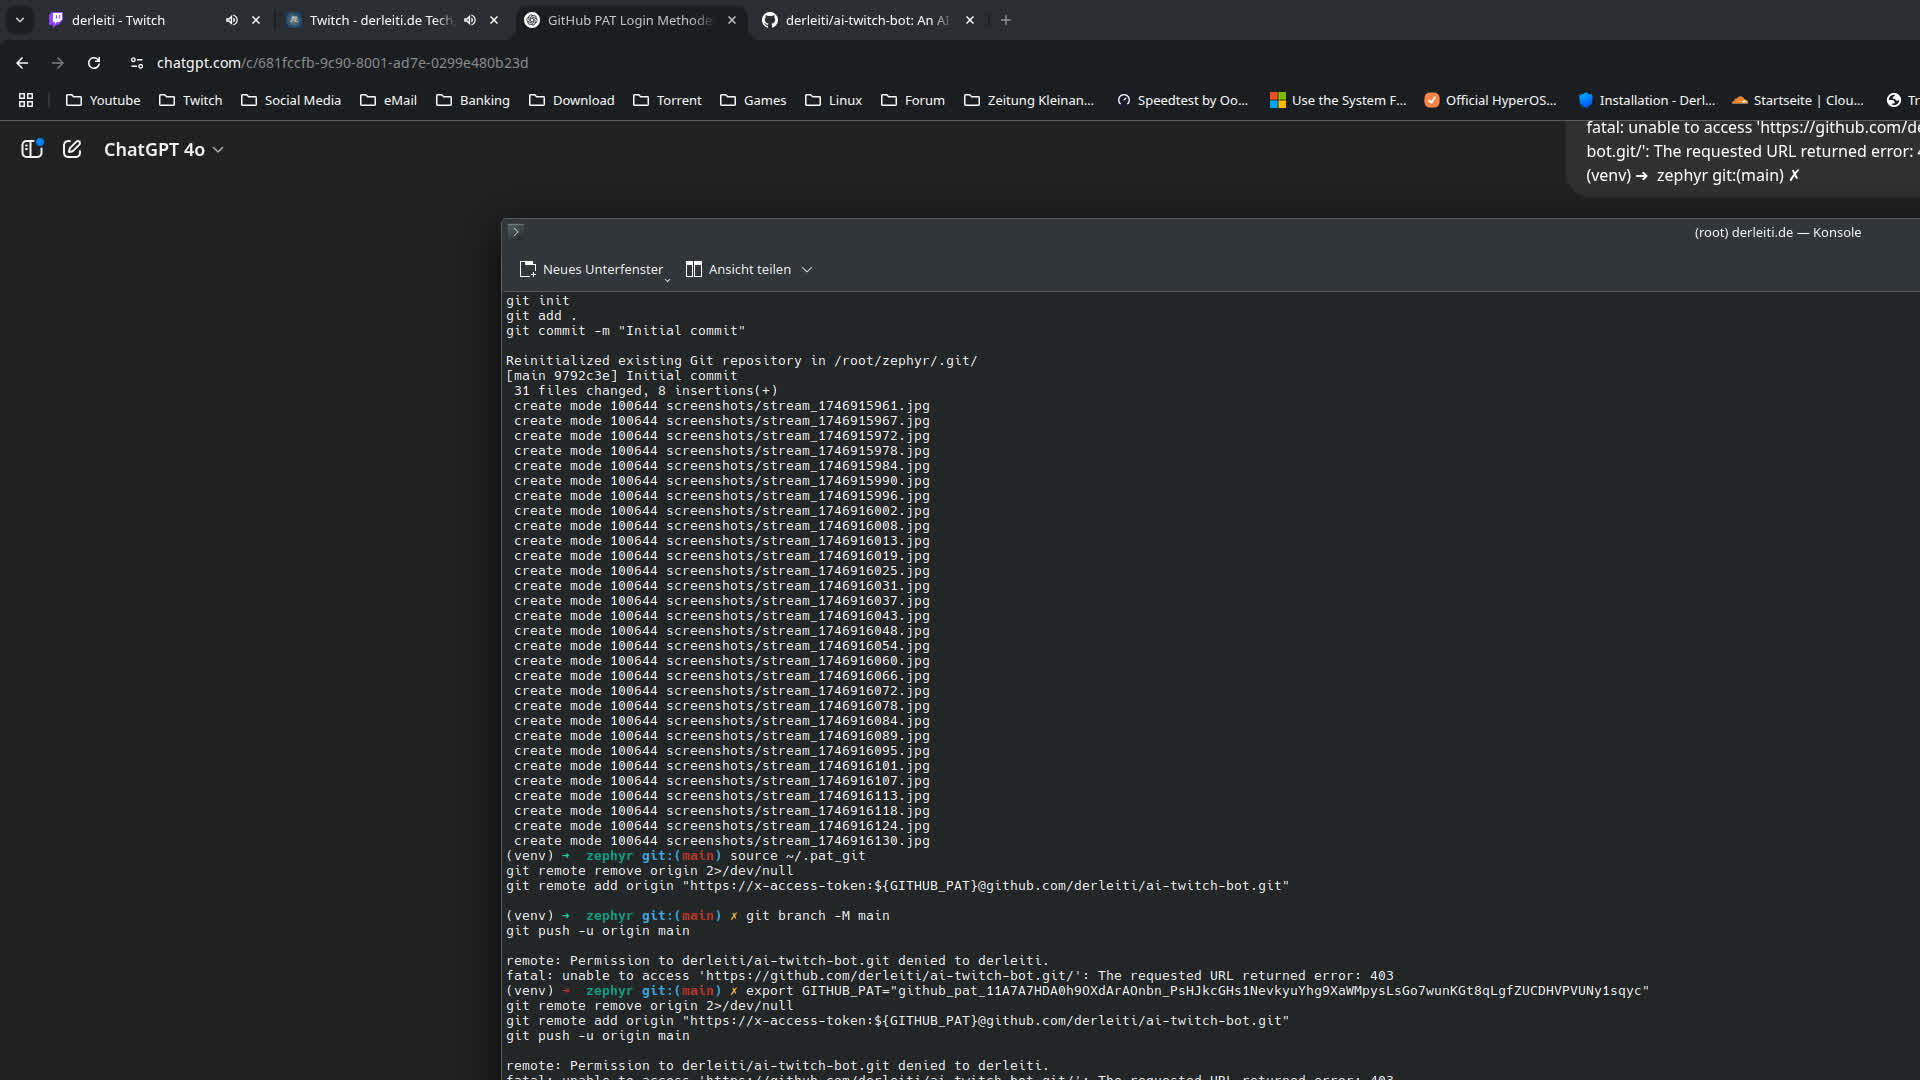 derleiti - Twitch
Twitch - derleiti.de Tech
GitHub PAT Login Methode
derleiti/ai-twitch-bot: An AI
chatgpt.com/c/681fccfb-9c90-8001-ad7e-0299e480b23d
Youtube Twitch Social Media eMail Banking Download Torrent Games Linux Forum Zeitung Kleinan... Speedtest by Oo... Use the System F... Official HyperOS... Installation - Derl... Startseite | Clou... Tr
ChatGPT 4o
fatal: unable to access 'https://github.com/de
bot.git/': The requested URL returned error: 4
(venv) ➜ zephyr git:(main) ✗
(root) derleiti.de — Konsole
Neues Unterfenster Ansicht teilen
git init
git add .
git commit -m "Initial commit"
Reinitialized existing Git repository in /root/zephyr/.git/
[main 9792c3e] Initial commit
31 files changed, 8 insertions(+)
create mode 100644 screenshots/stream_1746915961.jpg
create mode 100644 screenshots/stream_1746915967.jpg
create mode 100644 screenshots/stream_1746915972.jpg
create mode 100644 screenshots/stream_1746915978.jpg
create mode 100644 screenshots/stream_1746915984.jpg
create mode 100644 screenshots/stream_1746915990.jpg
create mode 100644 screenshots/stream_1746915996.jpg
create mode 100644 screenshots/stream_1746916002.jpg
create mode 100644 screenshots/stream_1746916008.jpg
create mode 100644 screenshots/stream_1746916013.jpg
create mode 100644 screenshots/stream_1746916019.jpg
create mode 100644 screenshots/stream_1746916025.jpg
create mode 100644 screenshots/stream_1746916031.jpg
create mode 100644 screenshots/stream_1746916037.jpg
create mode 100644 screenshots/stream_1746916043.jpg
create mode 100644 screenshots/stream_1746916048.jpg
create mode 100644 screenshots/stream_1746916054.jpg
create mode 100644 screenshots/stream_1746916060.jpg
create mode 100644 screenshots/stream_1746916066.jpg
create mode 100644 screenshots/stream_1746916072.jpg
create mode 100644 screenshots/stream_1746916078.jpg
create mode 100644 screenshots/stream_1746916084.jpg
create mode 100644 screenshots/stream_1746916089.jpg
create mode 100644 screenshots/stream_1746916095.jpg
create mode 100644 screenshots/stream_1746916101.jpg
create mode 100644 screenshots/stream_1746916107.jpg
create mode 100644 screenshots/stream_1746916113.jpg
create mode 100644 screenshots/stream_1746916118.jpg
create mode 100644 screenshots/stream_1746916124.jpg
create mode 100644 screenshots/stream_1746916130.jpg
(venv) ➜ zephyr git:(main) source ~/.pat_git
git remote remove origin 2>/dev/null
git remote add origin "https://x-access-token:${GITHUB_PAT}@github.com/derleiti/ai-twitch-bot.git"
(venv) ➜ zephyr git:(main) ✗ git branch -M main
git push -u origin main
remote: Permission to derleiti/ai-twitch-bot.git denied to derleiti.
fatal: unable to access 'https://github.com/derleiti/ai-twitch-bot.git/': The requested URL returned error: 403
(venv) ➜ zephyr git:(main) ✗ export GITHUB_PAT="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"
git remote remove origin 2>/dev/null
git remote add origin "https://x-access-token:${GITHUB_PAT}@github.com/derleiti/ai-twitch-bot.git"
git push -u origin main
remote: Permission to derleiti/ai-twitch-bot.git denied to derleiti.
fatal: unable to access 'https://github.com/derleiti/ai-twitch-bot.git/': The requested URL returned error: 403